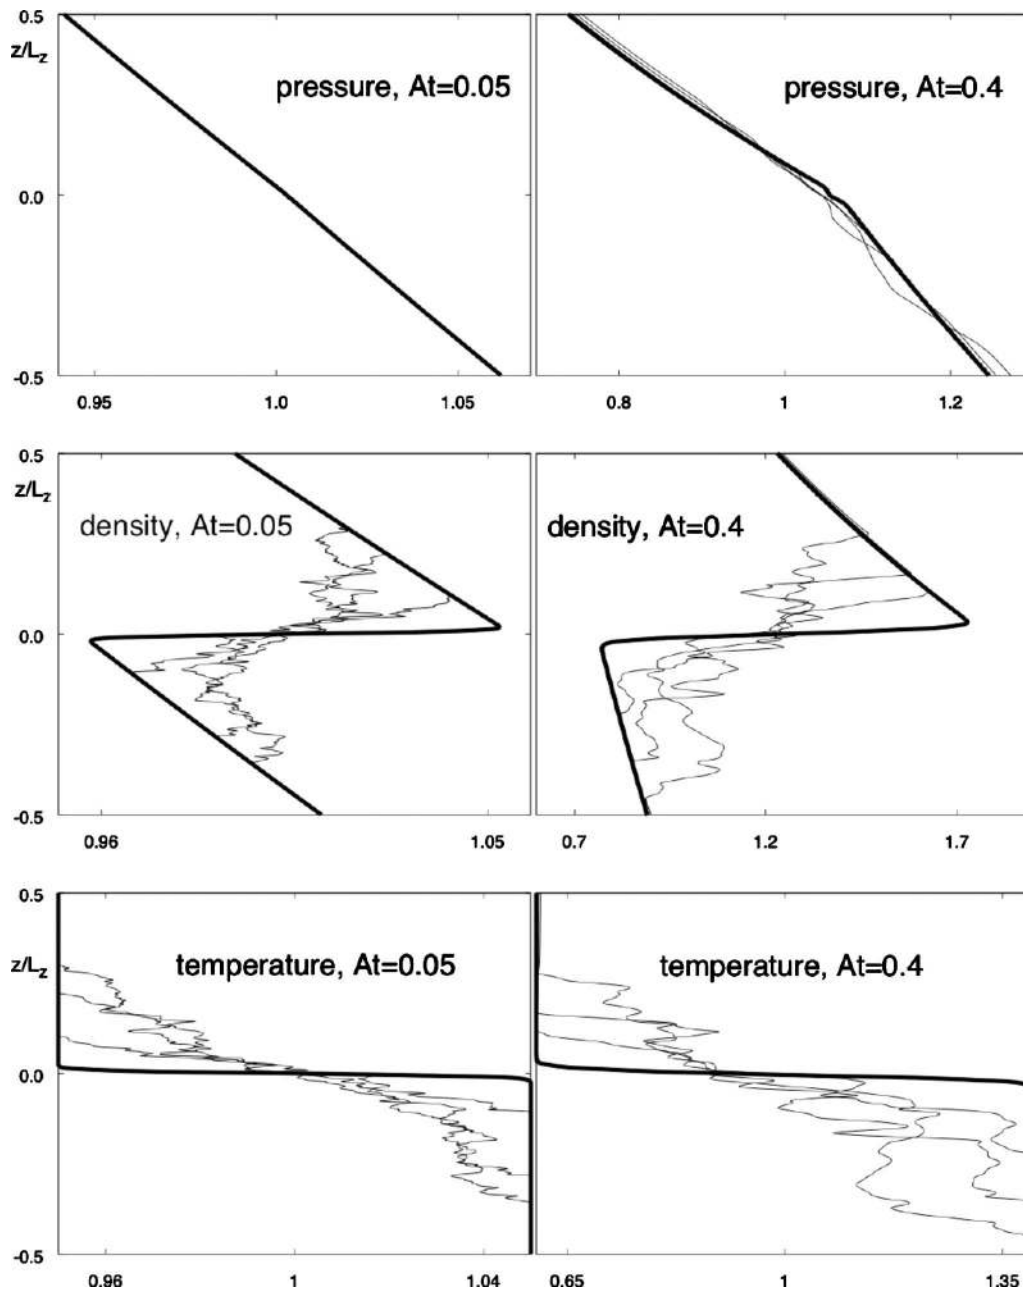 0.5
z/Lz
pressure, At=0.05
pressure, At=0.4
0.0
-0.5
0.95 1.0 1.05 0.8 1 1.2
0.5
z/Lz
density, At=0.05
density, At=0.4
0.0
-0.5
0.96 1.05 0.7 1.2 1.7
0.5
z/Lz
temperature, At=0.05
temperature, At=0.4
0.0
-0.5
0.96 1 1.04 0.65 1 1.35